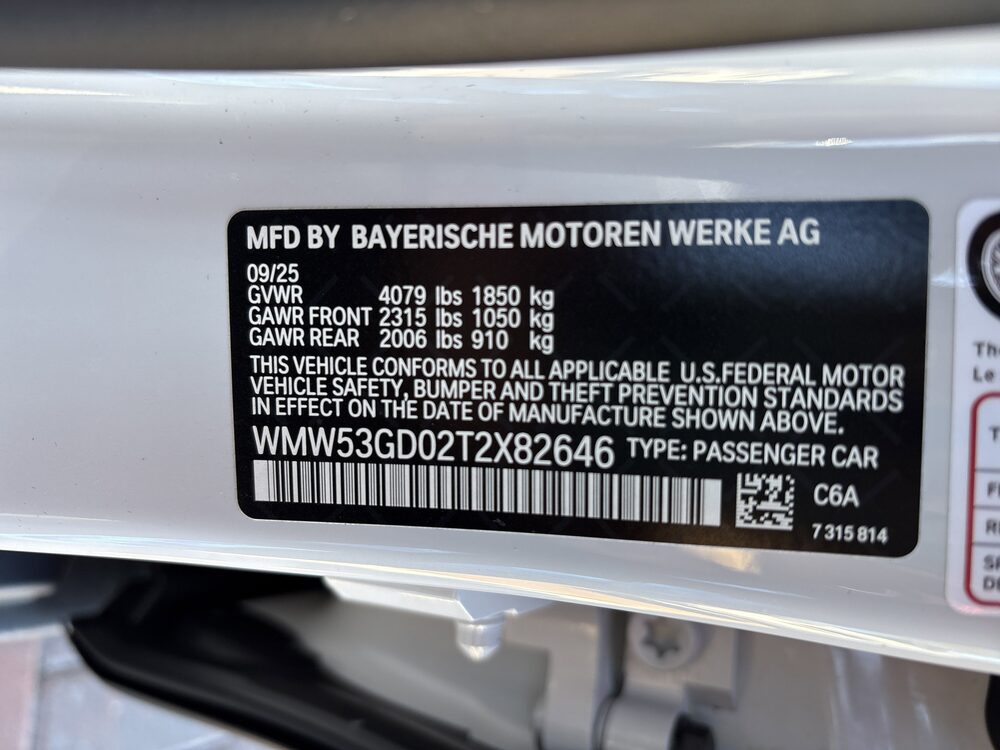 MFD BY BAYERISCHE MOTOREN WERKE AG
09/25
GVWR 4079 lbs 1850 kg
GAWR FRONT 2315 lbs 1050 kg
GAWR REAR 2006 lbs 910 kg
THIS VEHICLE CONFORMS TO ALL APPLICABLE U.S.FEDERAL MOTOR
VEHICLE SAFETY, BUMPER AND THEFT PREVENTION STANDARDS
IN EFFECT ON THE DATE OF MANUFACTURE SHOWN ABOVE.
WMW53GD02T2X82646 TYPE: PASSENGER CAR
C6A
7 315 814
Th
Le